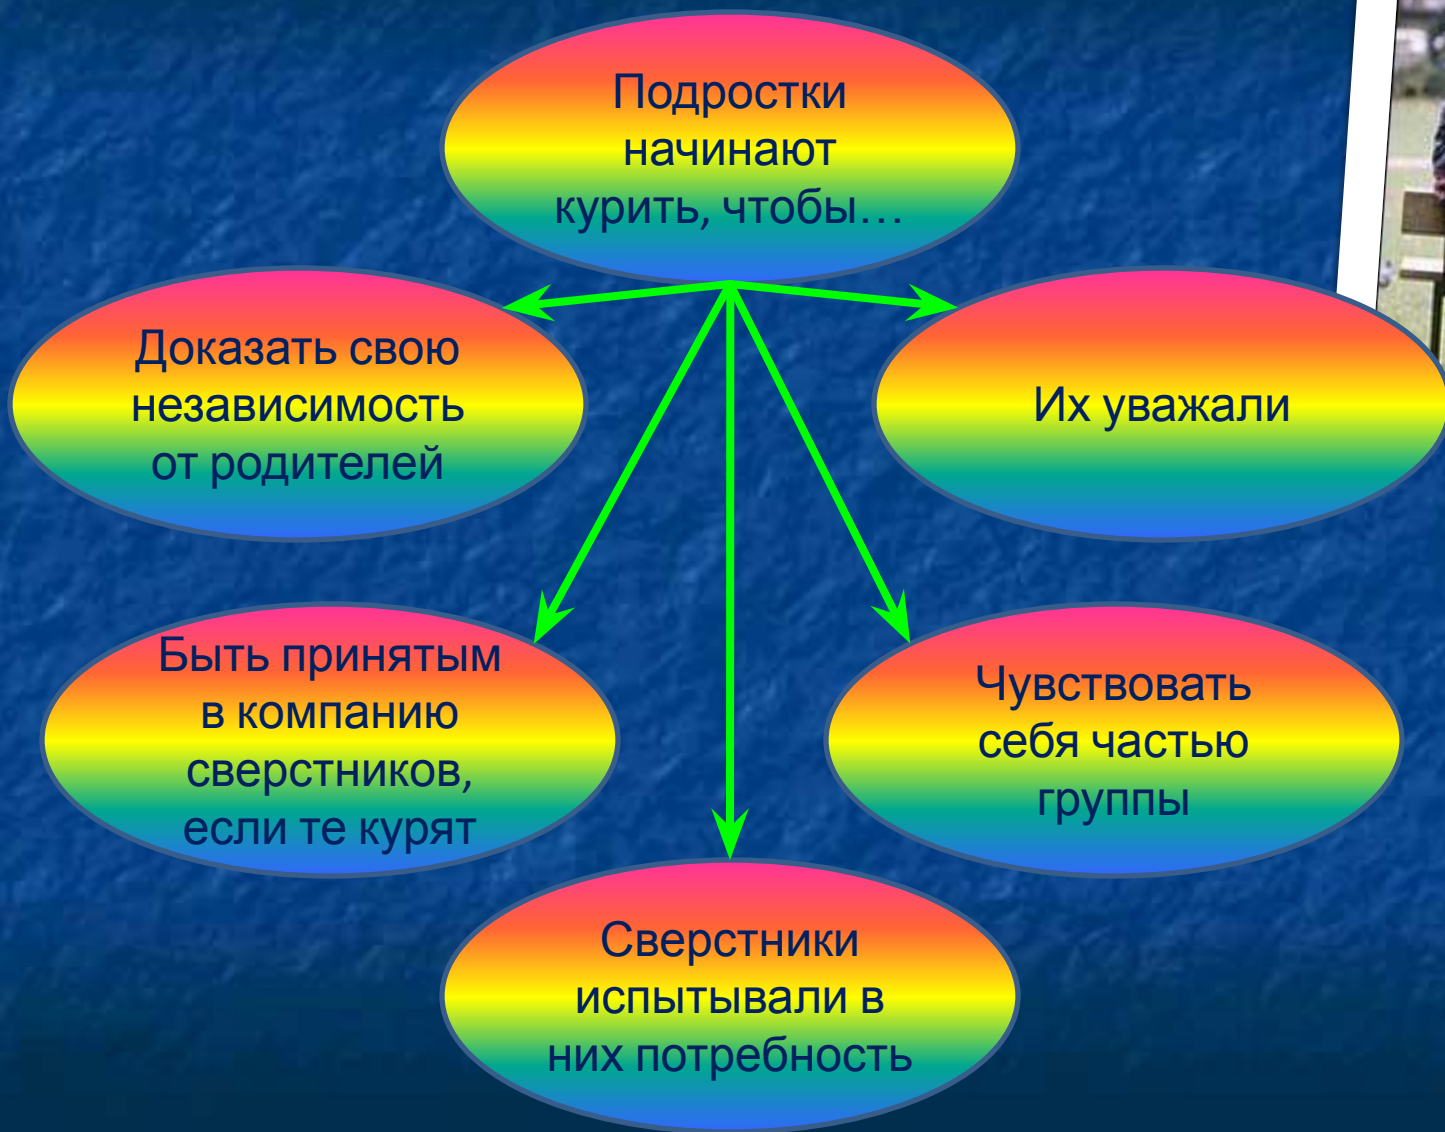 Подростки
начинают
курить, чтобы…
Доказать свою
независимость
от родителей
Их уважали
Быть принятым
в компанию
сверстников,
если те курят
Чувствовать
себя частью
группы
Сверстники
испытывали в
них потребность